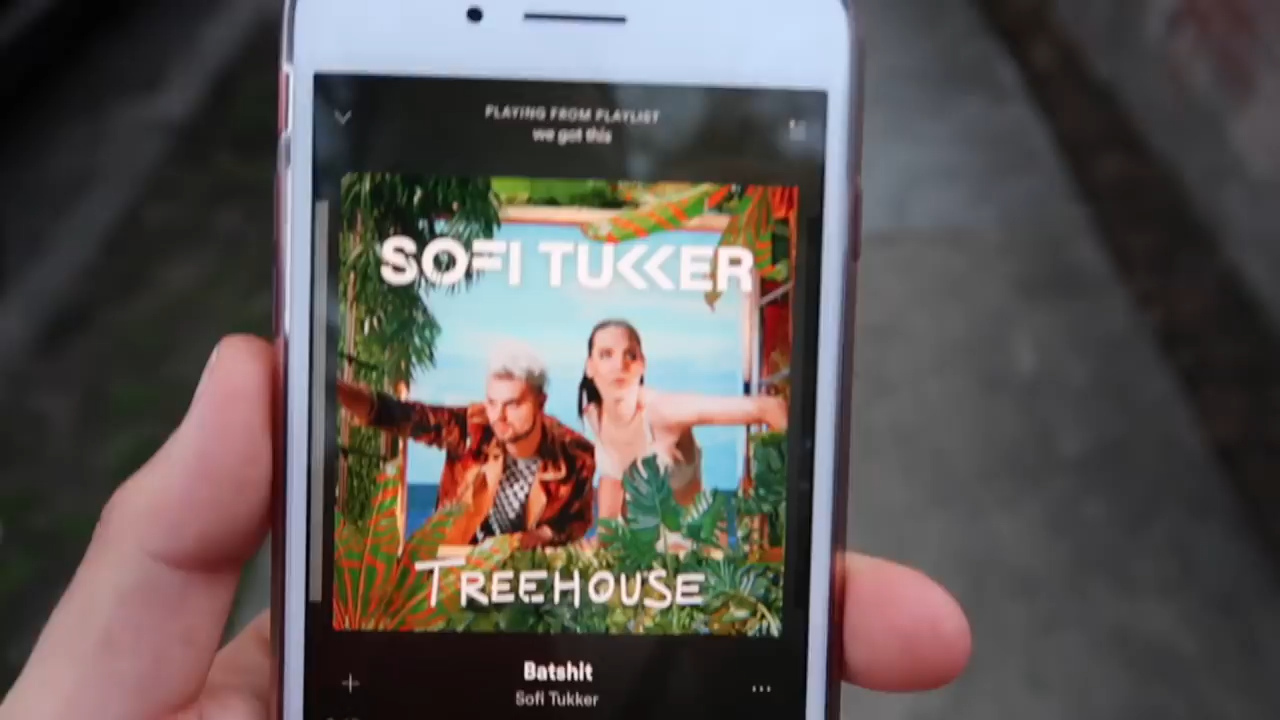 PLAYING FROM PLAYLIST
we got this
SOFI TUKKER
TREEHOUSE
Batshit
Sofi Tukker